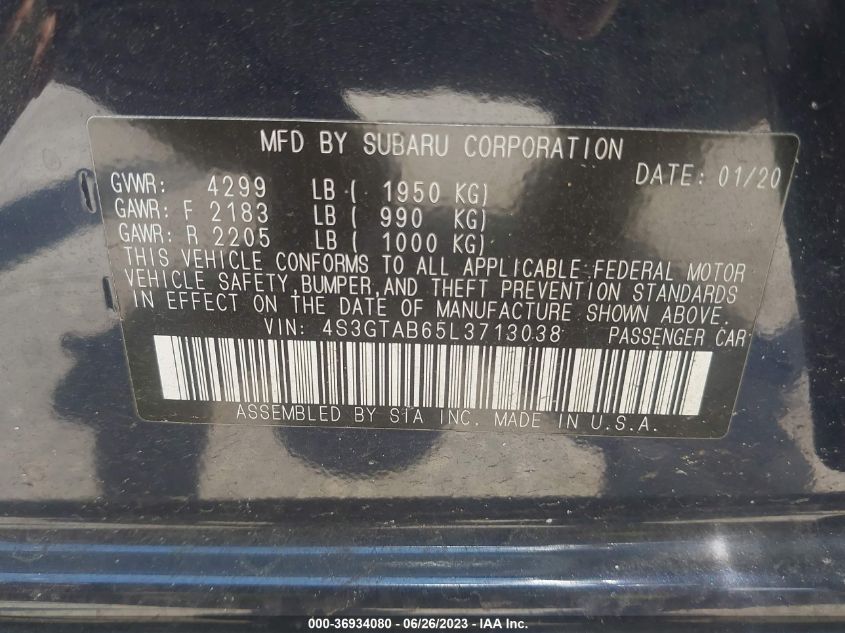 MFD BY SUBARU CORPORATION
DATE: 01/20
GVWR: 4299 LB ( 1950 KG)
GAWR: F 2183 LB ( 990 KG)
GAWR: R 2205 LB ( 1000 KG)
THIS VEHICLE CONFORMS TO ALL APPLICABLE FEDERAL MOTOR
VEHICLE SAFETY, BUMPER, AND THEFT PREVENTION STANDARDS
IN EFFECT ON THE DATE OF MANUFACTURE SHOWN ABOVE.
VIN: 4S3GTAB65L3713038 PASSENGER CAR
ASSEMBLED BY SIA INC. MADE IN U.S.A.
000-36934080 - 06/26/2023 - © IAA Inc.